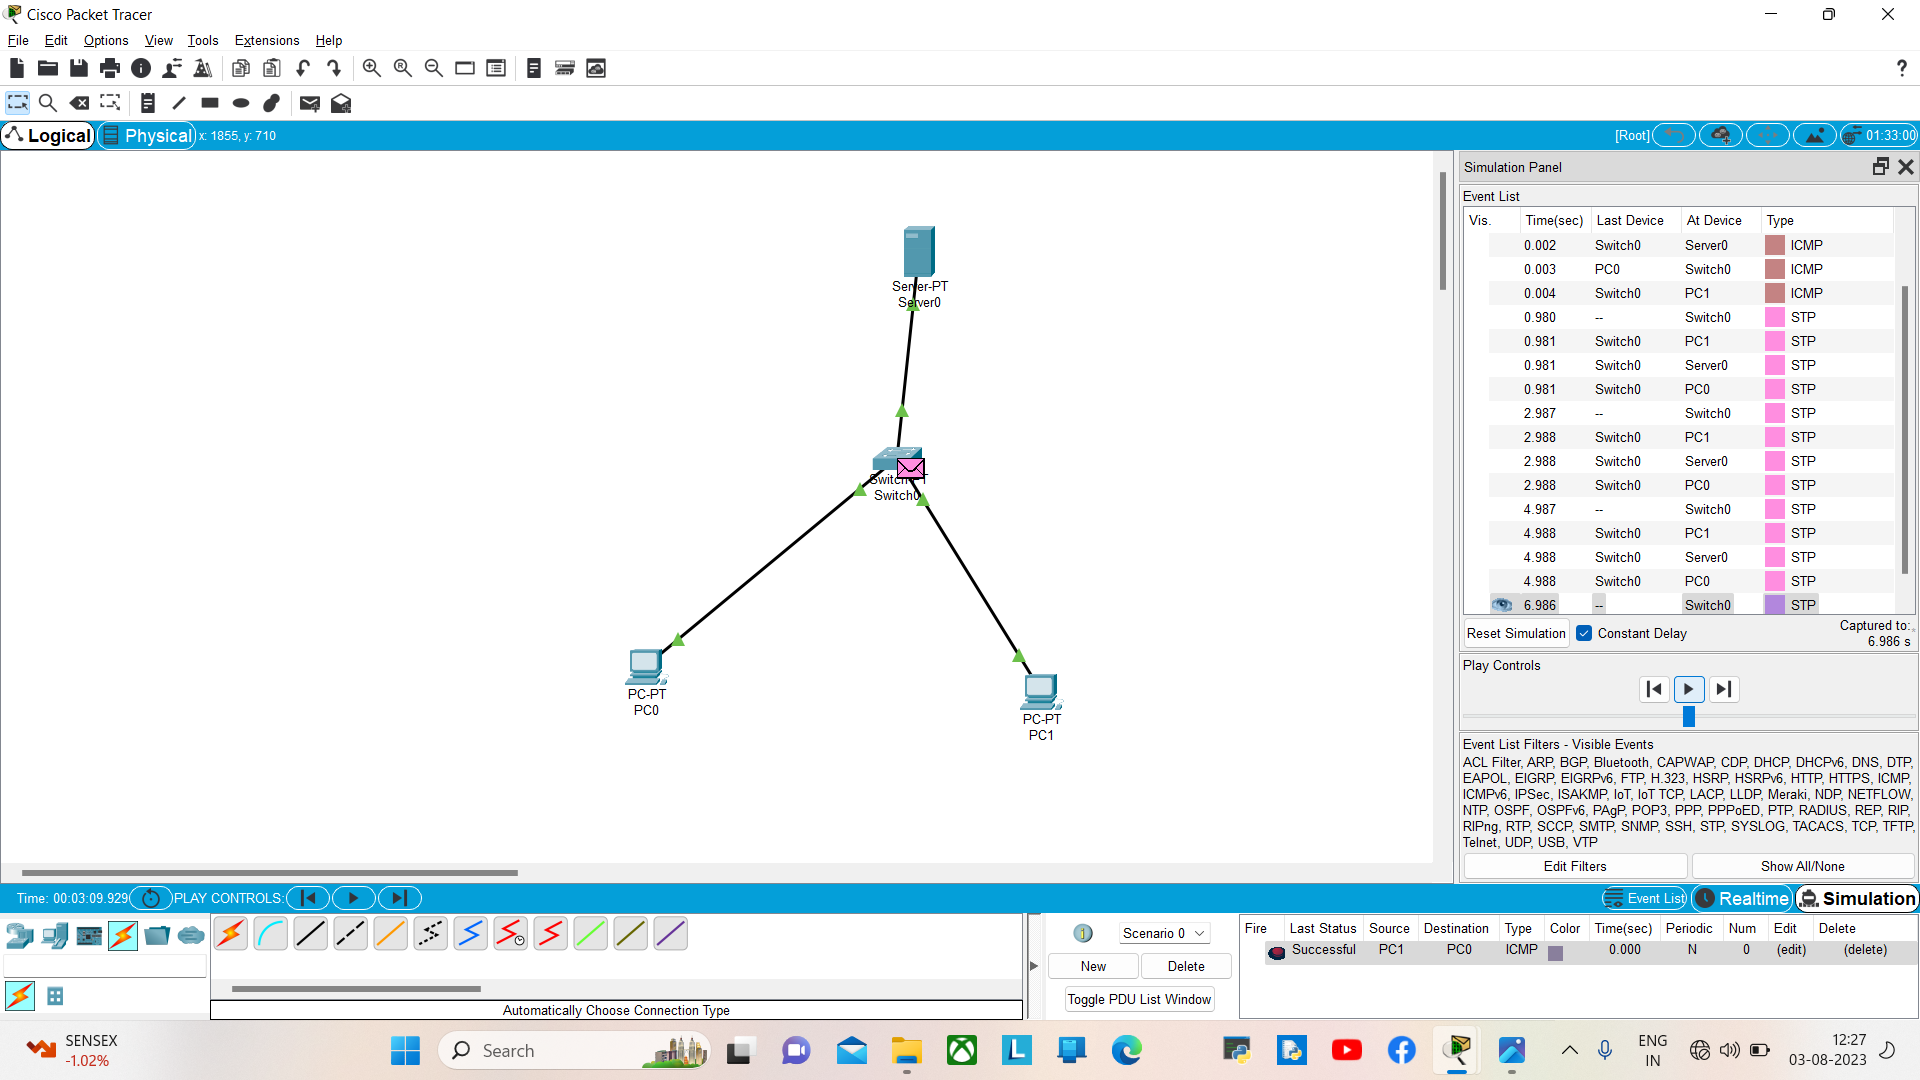 Cisco Packet Tracer
File Edit Options View Tools Extensions Help
?
Logical Physical x: 1855, y: 710 [Root] 01:33:00
Server-PT
Server0
Switch0
PC-PT
PC0
PC-PT
PC1
Simulation Panel
Event List
Vis. Time(sec) Last Device At Device Type
0.002 Switch0 Server0 ICMP
0.003 PC0 Switch0 ICMP
0.004 Switch0 PC1 ICMP
0.980 -- Switch0 STP
0.981 Switch0 PC1 STP
0.981 Switch0 Server0 STP
0.981 Switch0 PC0 STP
2.987 -- Switch0 STP
2.988 Switch0 PC1 STP
2.988 Switch0 Server0 STP
2.988 Switch0 PC0 STP
4.987 -- Switch0 STP
4.988 Switch0 PC1 STP
4.988 Switch0 Server0 STP
4.988 Switch0 PC0 STP
6.986 -- Switch0 STP
Reset Simulation Constant Delay Captured to:
6.986 s
Play Controls
Event List Filters - Visible Events
ACL Filter, ARP, BGP, Bluetooth, CAPWAP, CDP, DHCP, DHCPv6, DNS, DTP,
EAPOL, EIGRP, EIGRPv6, FTP, H.323, HSRP, HSRPv6, HTTP, HTTPS, ICMP,
ICMPv6, IPSec, ISAKMP, IoT, IoT TCP, LACP, LLDP, Meraki, NDP, NETFLOW,
NTP, OSPF, OSPFv6, PAgP, POP3, PPP, PPPoED, PTP, RADIUS, REP, RIP,
RIPng, RTP, SCCP, SMTP, SNMP, SSH, STP, SYSLOG, TACACS, TCP, TFTP,
Telnet, UDP, USB, VTP
Edit Filters Show All/None
Time: 00:03:09.929 PLAY CONTROLS: Event List Realtime Simulation
Scenario 0
New Delete
Toggle PDU List Window
Fire Last Status Source Destination Type Color Time(sec) Periodic Num Edit Delete
Successful PC1 PC0 ICMP 0.000 N 0 (edit) (delete)
Automatically Choose Connection Type
SENSEX
-1.02%
Search
ENG
IN
12:27
03-08-2023